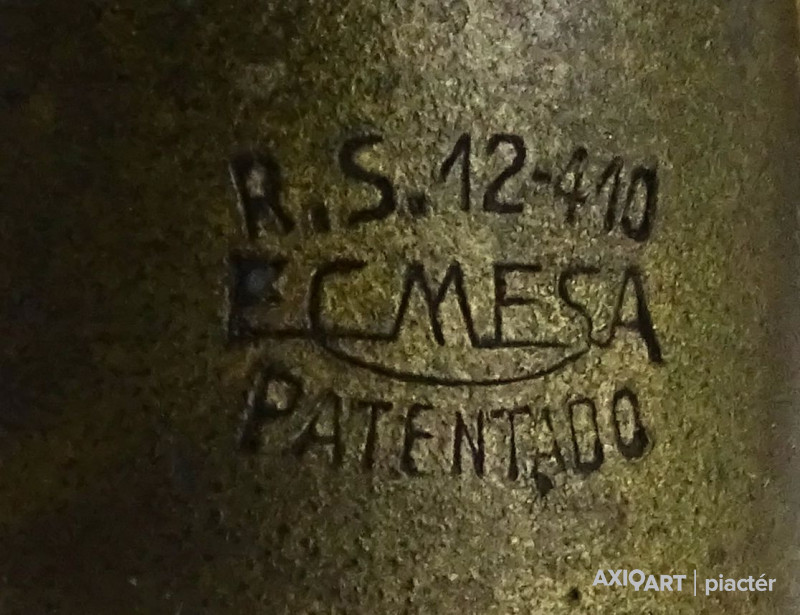 R.S.12-410
ECMESA
PATENTADO
AXIOART | piactér